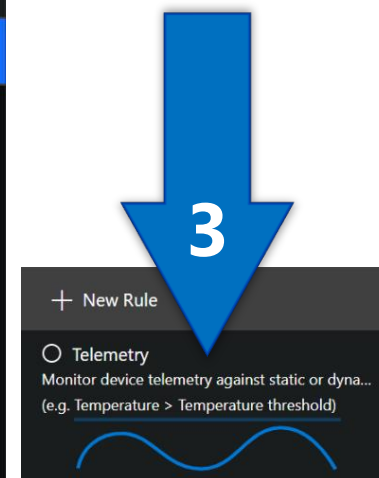 3
+ New Rule
Telemetry
Monitor device telemetry against static or dyna...
(e.g. Temperature > Temperature threshold)